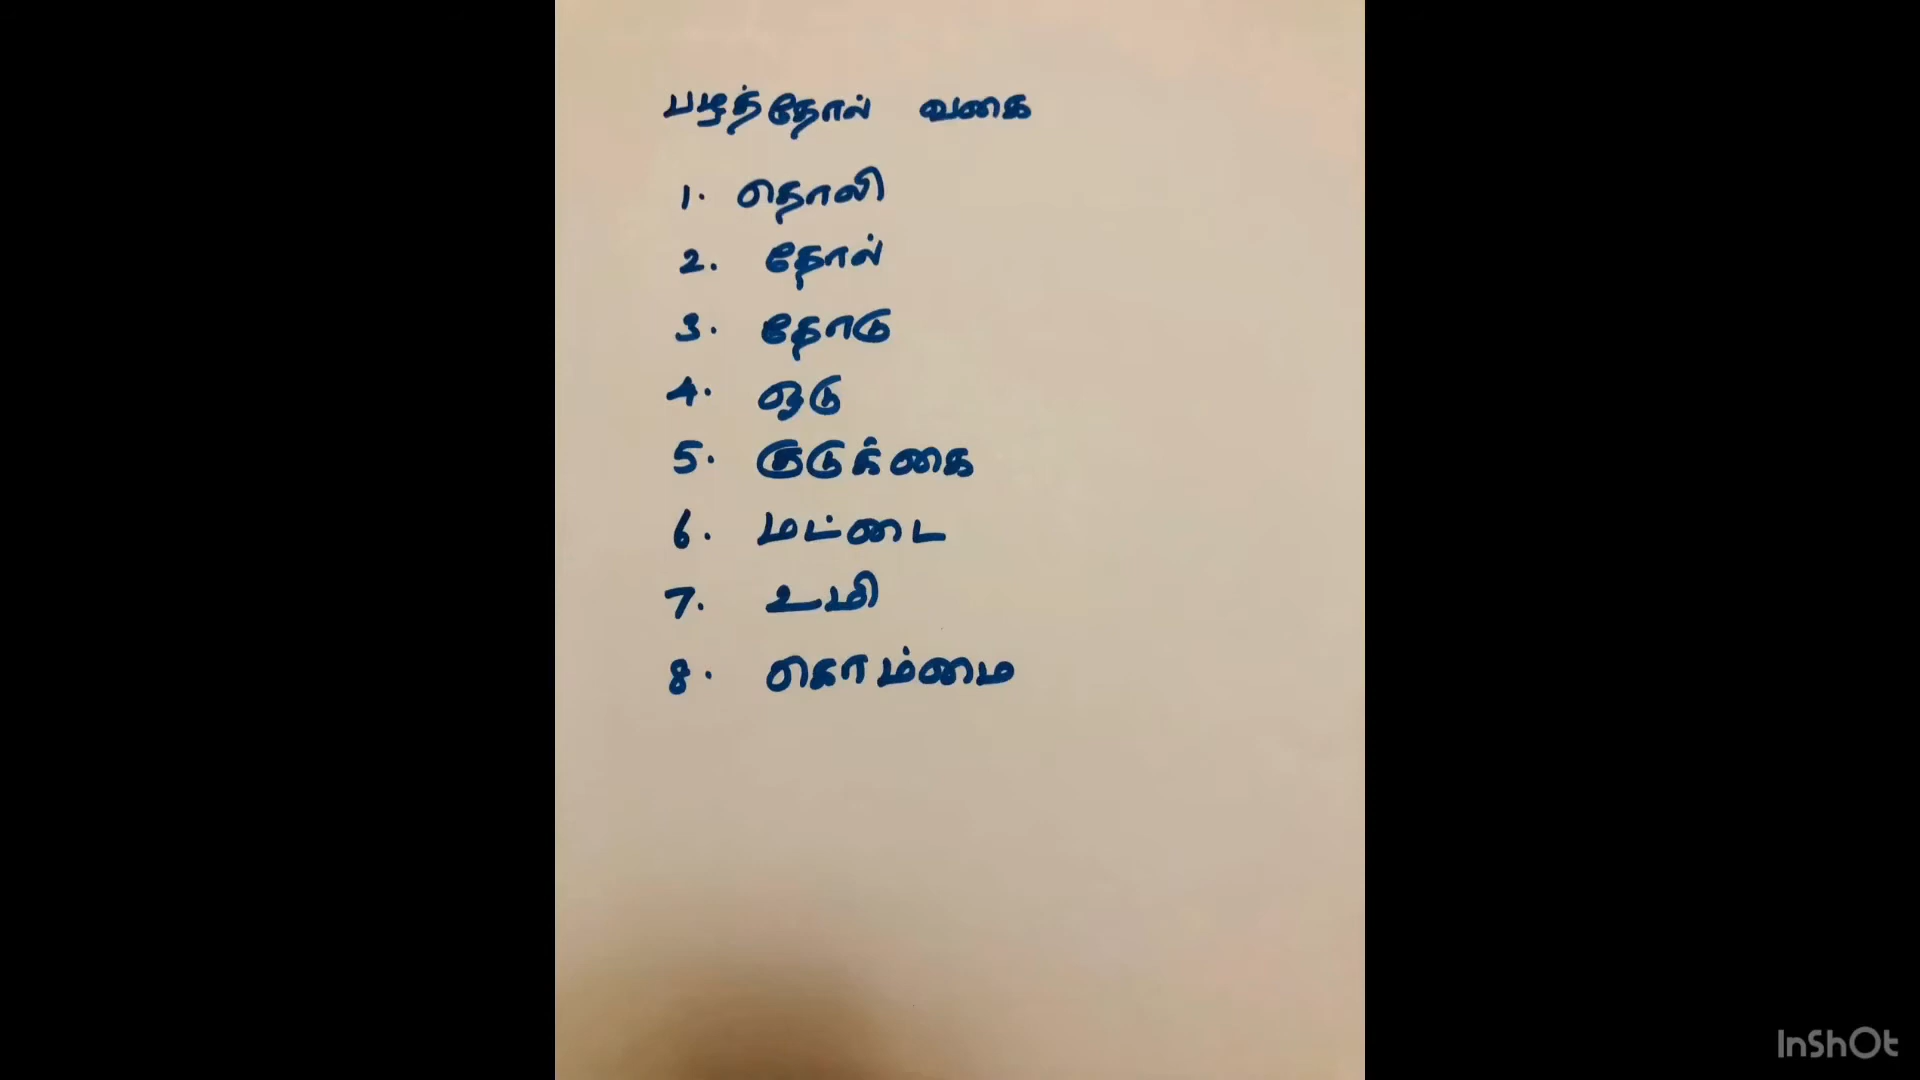 பழத்தோல் வகை
1. தொலி
2. தோல்
3. தோடு
4. ஓடு
5. குடுக்கை
6. மட்டை
7. உமி
8. கொம்மை
InShOt